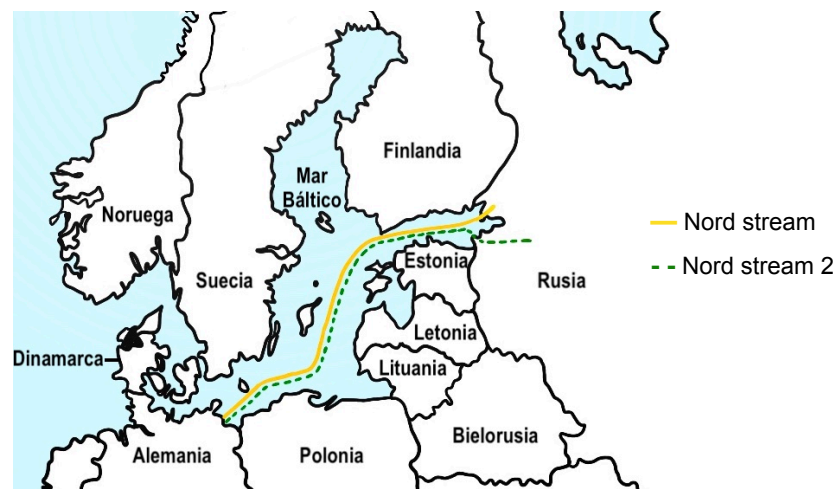 Finlandia
Mar
Báltico
Noruega
Nord stream
Nord stream 2
Suecia
Estonia
Rusia
Letonia
Dinamarca
Lituania
Bielorusia
Alemania
Polonia